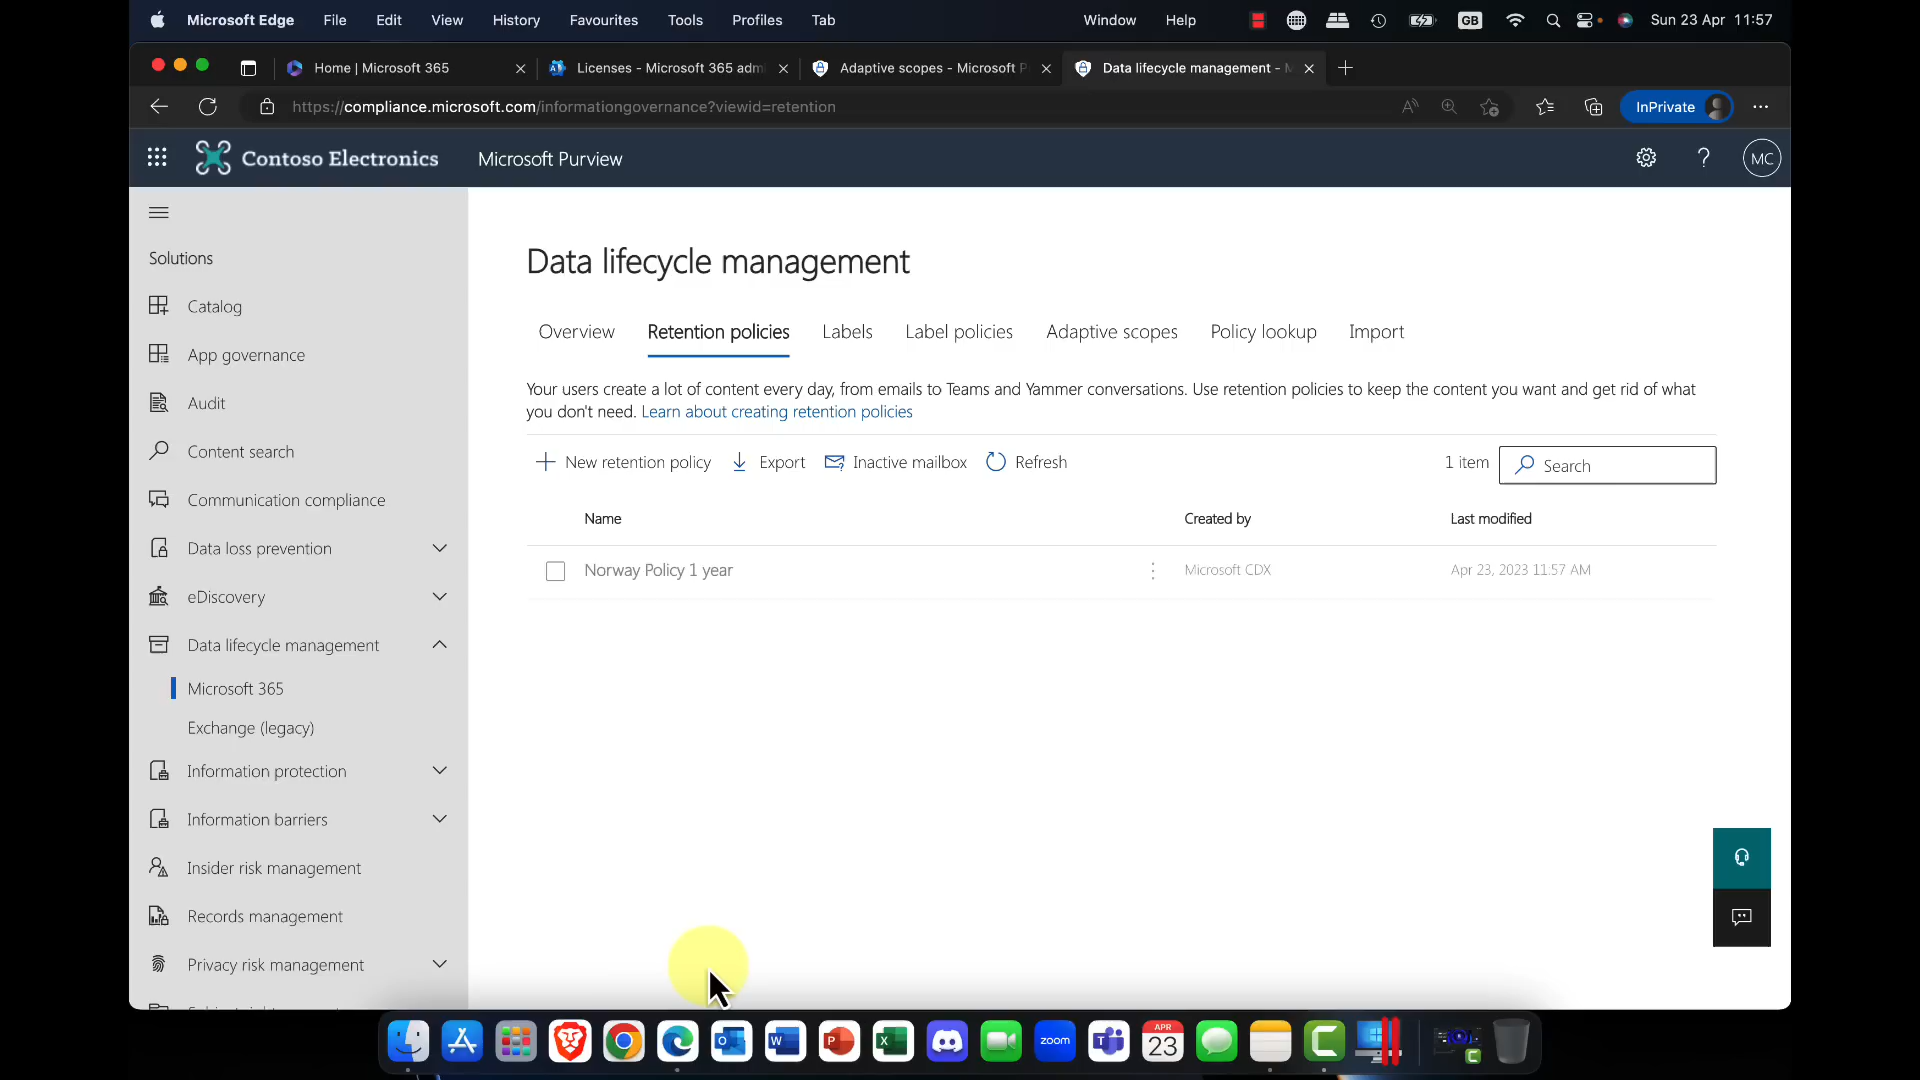 Microsoft Edge File Edit View History Favourites Tools Profiles Tab Window Help GB Sun 23 Apr 11:57
Home | Microsoft 365 Licenses - Microsoft 365 adm Adaptive scopes - Microsoft P Data lifecycle management - M
https://compliance.microsoft.com/informationgovernance?viewid=retention InPrivate
Contoso Electronics Microsoft Purview MC
Solutions
Catalog
App governance
Audit
Content search
Communication compliance
Data loss prevention
eDiscovery
Data lifecycle management
Microsoft 365
Exchange (legacy)
Information protection
Information barriers
Insider risk management
Records management
Privacy risk management
Data lifecycle management
Overview Retention policies Labels Label policies Adaptive scopes Policy lookup Import
Your users create a lot of content every day, from emails to Teams and Yammer conversations. Use retention policies to keep the content you want and get rid of what
you don't need. Learn about creating retention policies
New retention policy Export Inactive mailbox Refresh 1 item Search
Name Created by Last modified
Norway Policy 1 year Microsoft CDX Apr 23, 2023 11:57 AM
APR
23
zoom